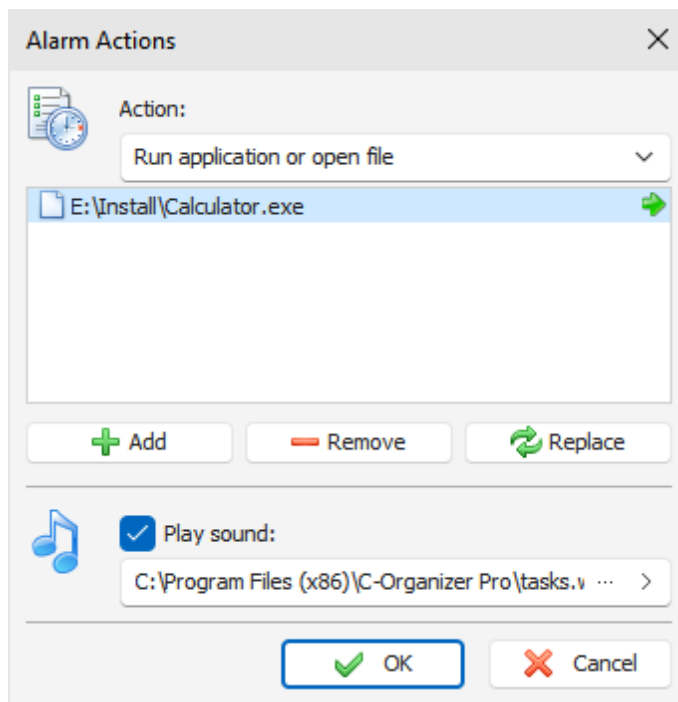 Alarm Actions
Action:
Run application or open file
E:\Install\Calculator.exe
Add
Remove
Replace
Play sound:
C:\Program Files (x86)\C-Organizer Pro\tasks.w ...
OK
Cancel